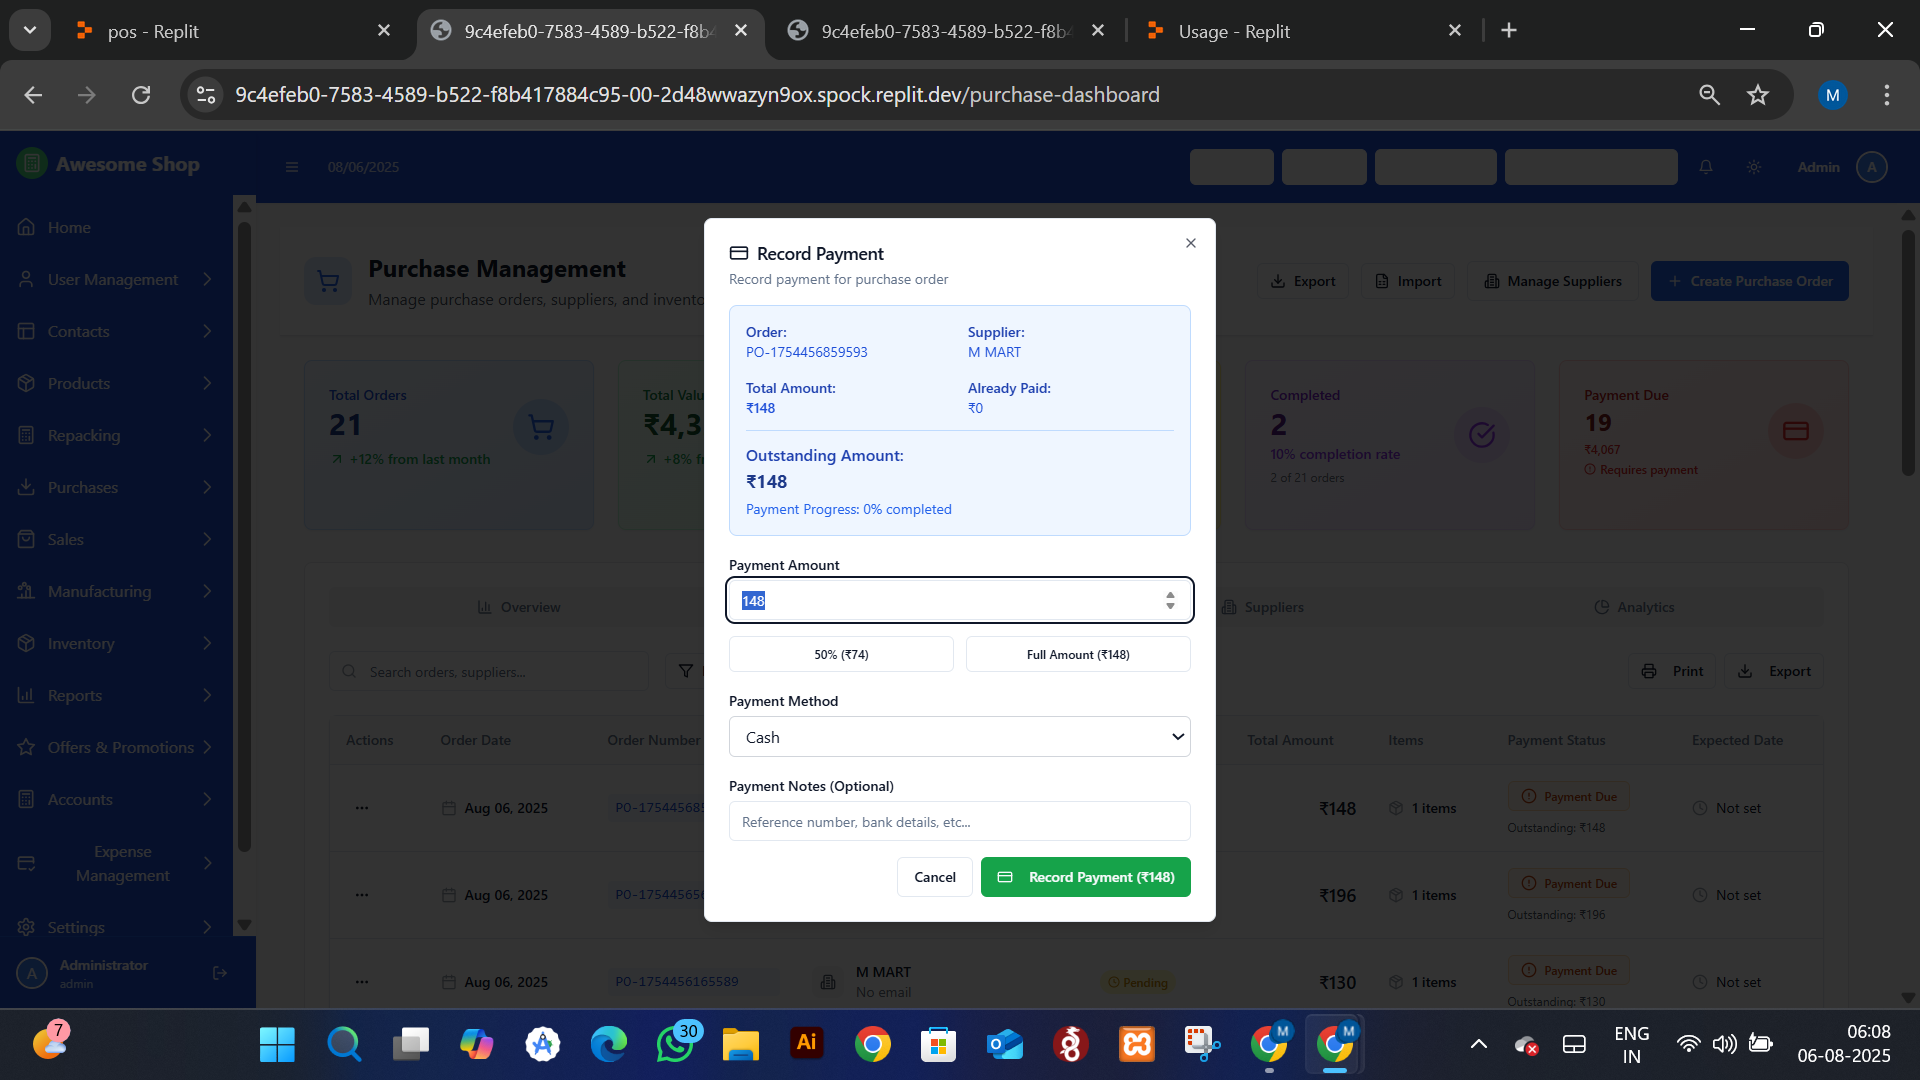 pos - Replit
9c4efeb0-7583-4589-b522-f8b4
9c4efeb0-7583-4589-b522-f8b4
Usage - Replit
9c4efeb0-7583-4589-b522-f8b417884c95-00-2d48wwazyn9ox.spock.replit.dev/purchase-dashboard
M
Awesome Shop
08/06/2025
Admin
A
Home
User Management
Contacts
Products
Repacking
Purchases
Sales
Manufacturing
Inventory
Reports
Offers & Promotions
Accounts
Expense
Management
Settings
A
Administrator
admin
Purchase Management
Manage purchase orders, suppliers, and invento
Export
Import
Manage Suppliers
Create Purchase Order
Total Orders
21
+12% from last month
Total Valu
₹4,3
+8% fr
Completed
2
10% completion rate
2 of 21 orders
Payment Due
19
₹4,067
Requires payment
Overview
Suppliers
Analytics
Search orders, suppliers...
Print
Export
Actions
Order Date
Order Number
Total Amount
Items
Payment Status
Expected Date
Aug 06, 2025
PO-175445685
₹148
1 items
Payment Due
Outstanding: ₹148
Not set
Aug 06, 2025
₹196
1 items
Payment Due
Outstanding: ₹196
Not set
Aug 06, 2025
PO-1754456165589
M MART
No email
Pending
₹130
1 items
Payment Due
Outstanding: ₹130
Not set
Record Payment
Record payment for purchase order
Order:
PO-1754456859593
Supplier:
M MART
Total Amount:
₹148
Already Paid:
₹0
Outstanding Amount:
₹148
Payment Progress: 0% completed
Payment Amount
148
50% (₹74)
Full Amount (₹148)
Payment Method
Cash
Payment Notes (Optional)
Reference number, bank details, etc...
Cancel
Record Payment (₹148)
7
30
Ai
M
M
ENG
IN
06:08
06-08-2025